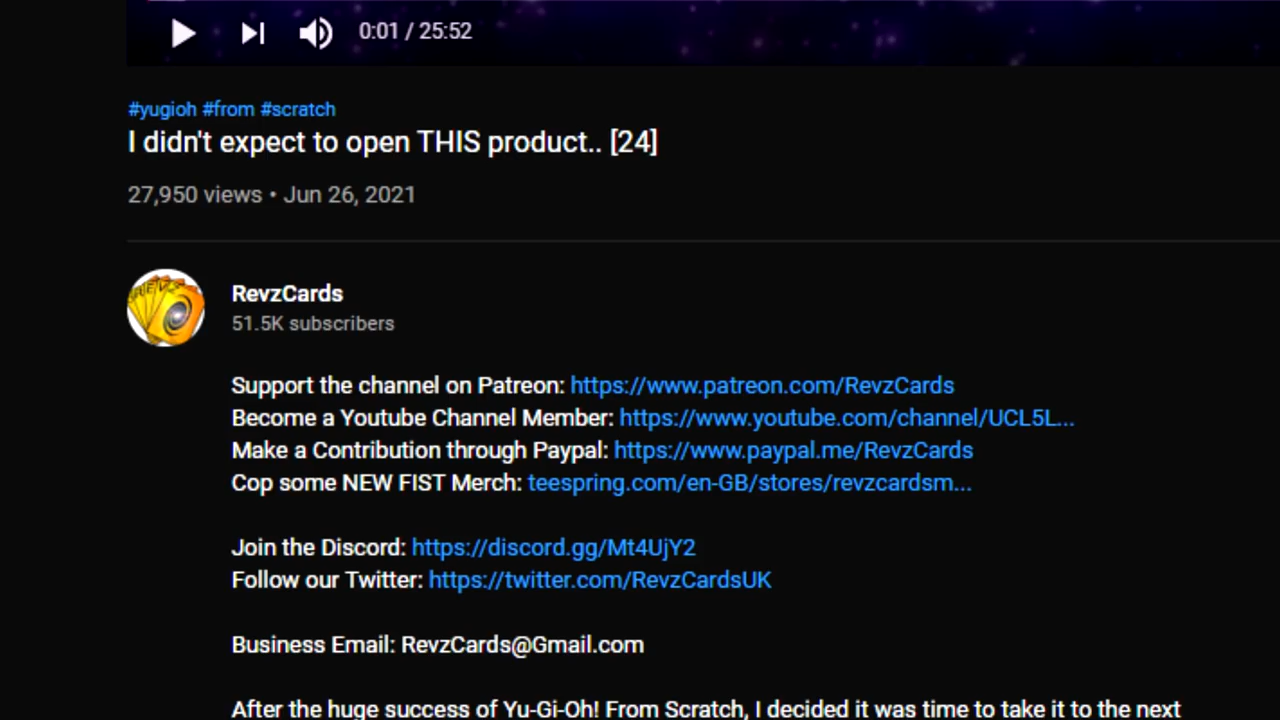 0:01 / 25:52
#yugioh #from #scratch
I didn't expect to open THIS product.. [24]
27,950 views • Jun 26, 2021
RevzCards
51.5K subscribers
Support the channel on Patreon: https://www.patreon.com/RevzCards
Become a Youtube Channel Member: https://www.youtube.com/channel/UCL5L...
Make a Contribution through Paypal: https://www.paypal.me/RevzCards
Cop some NEW FIST Merch: teespring.com/en-GB/stores/revzcardsm...
Join the Discord: https://discord.gg/Mt4UjY2
Follow our Twitter: https://twitter.com/RevzCardsUK
Business Email: RevzCards@Gmail.com
After the huge success of Yu-Gi-Oh! From Scratch, I decided it was time to take it to the next